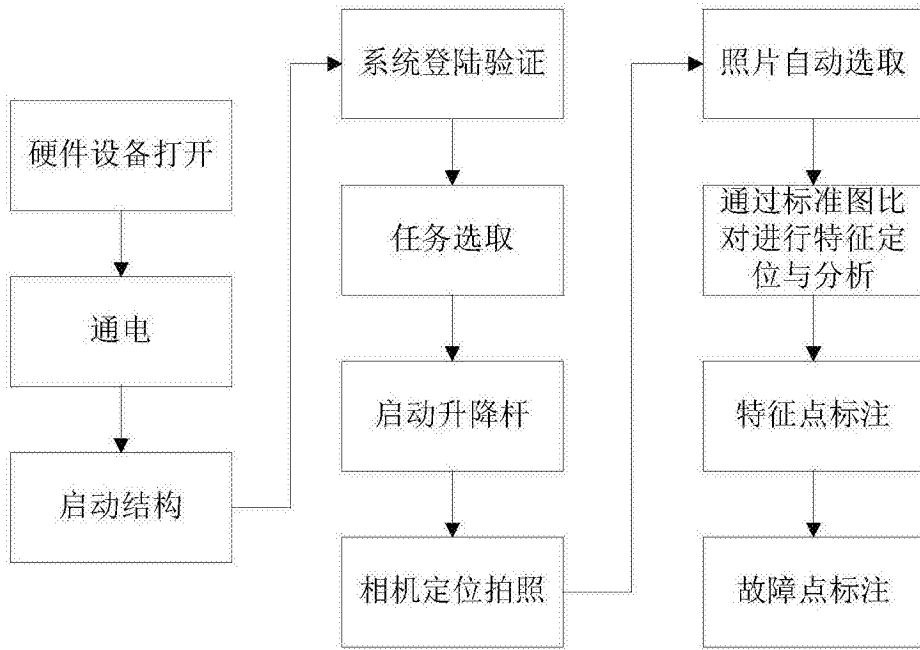 硬件设备打开
通电
启动结构
系统登陆验证
任务选取
启动升降杆
相机定位拍照
照片自动选取
通过标准图比
对进行特征定
位与分析
特征点标注
故障点标注